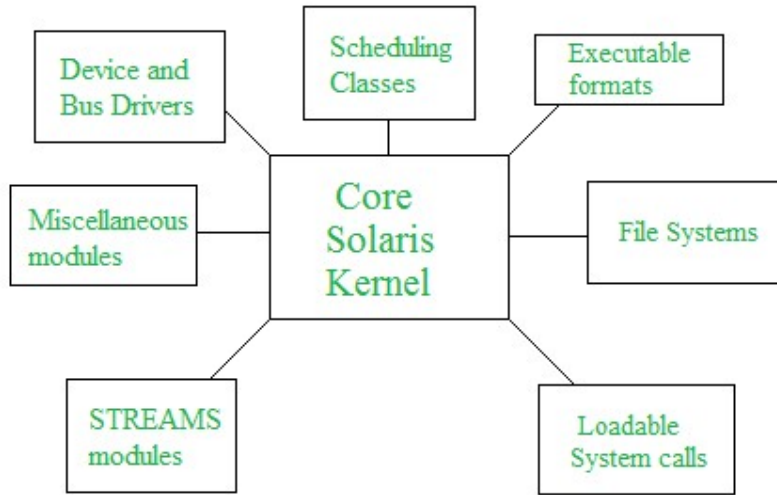 Scheduling
Classes
Executable
formats
Device and
Bus Drivers
Core
Solaris
Kernel
Miscellaneous
modules
File Systems
STREAMS
modules
Loadable
System calls